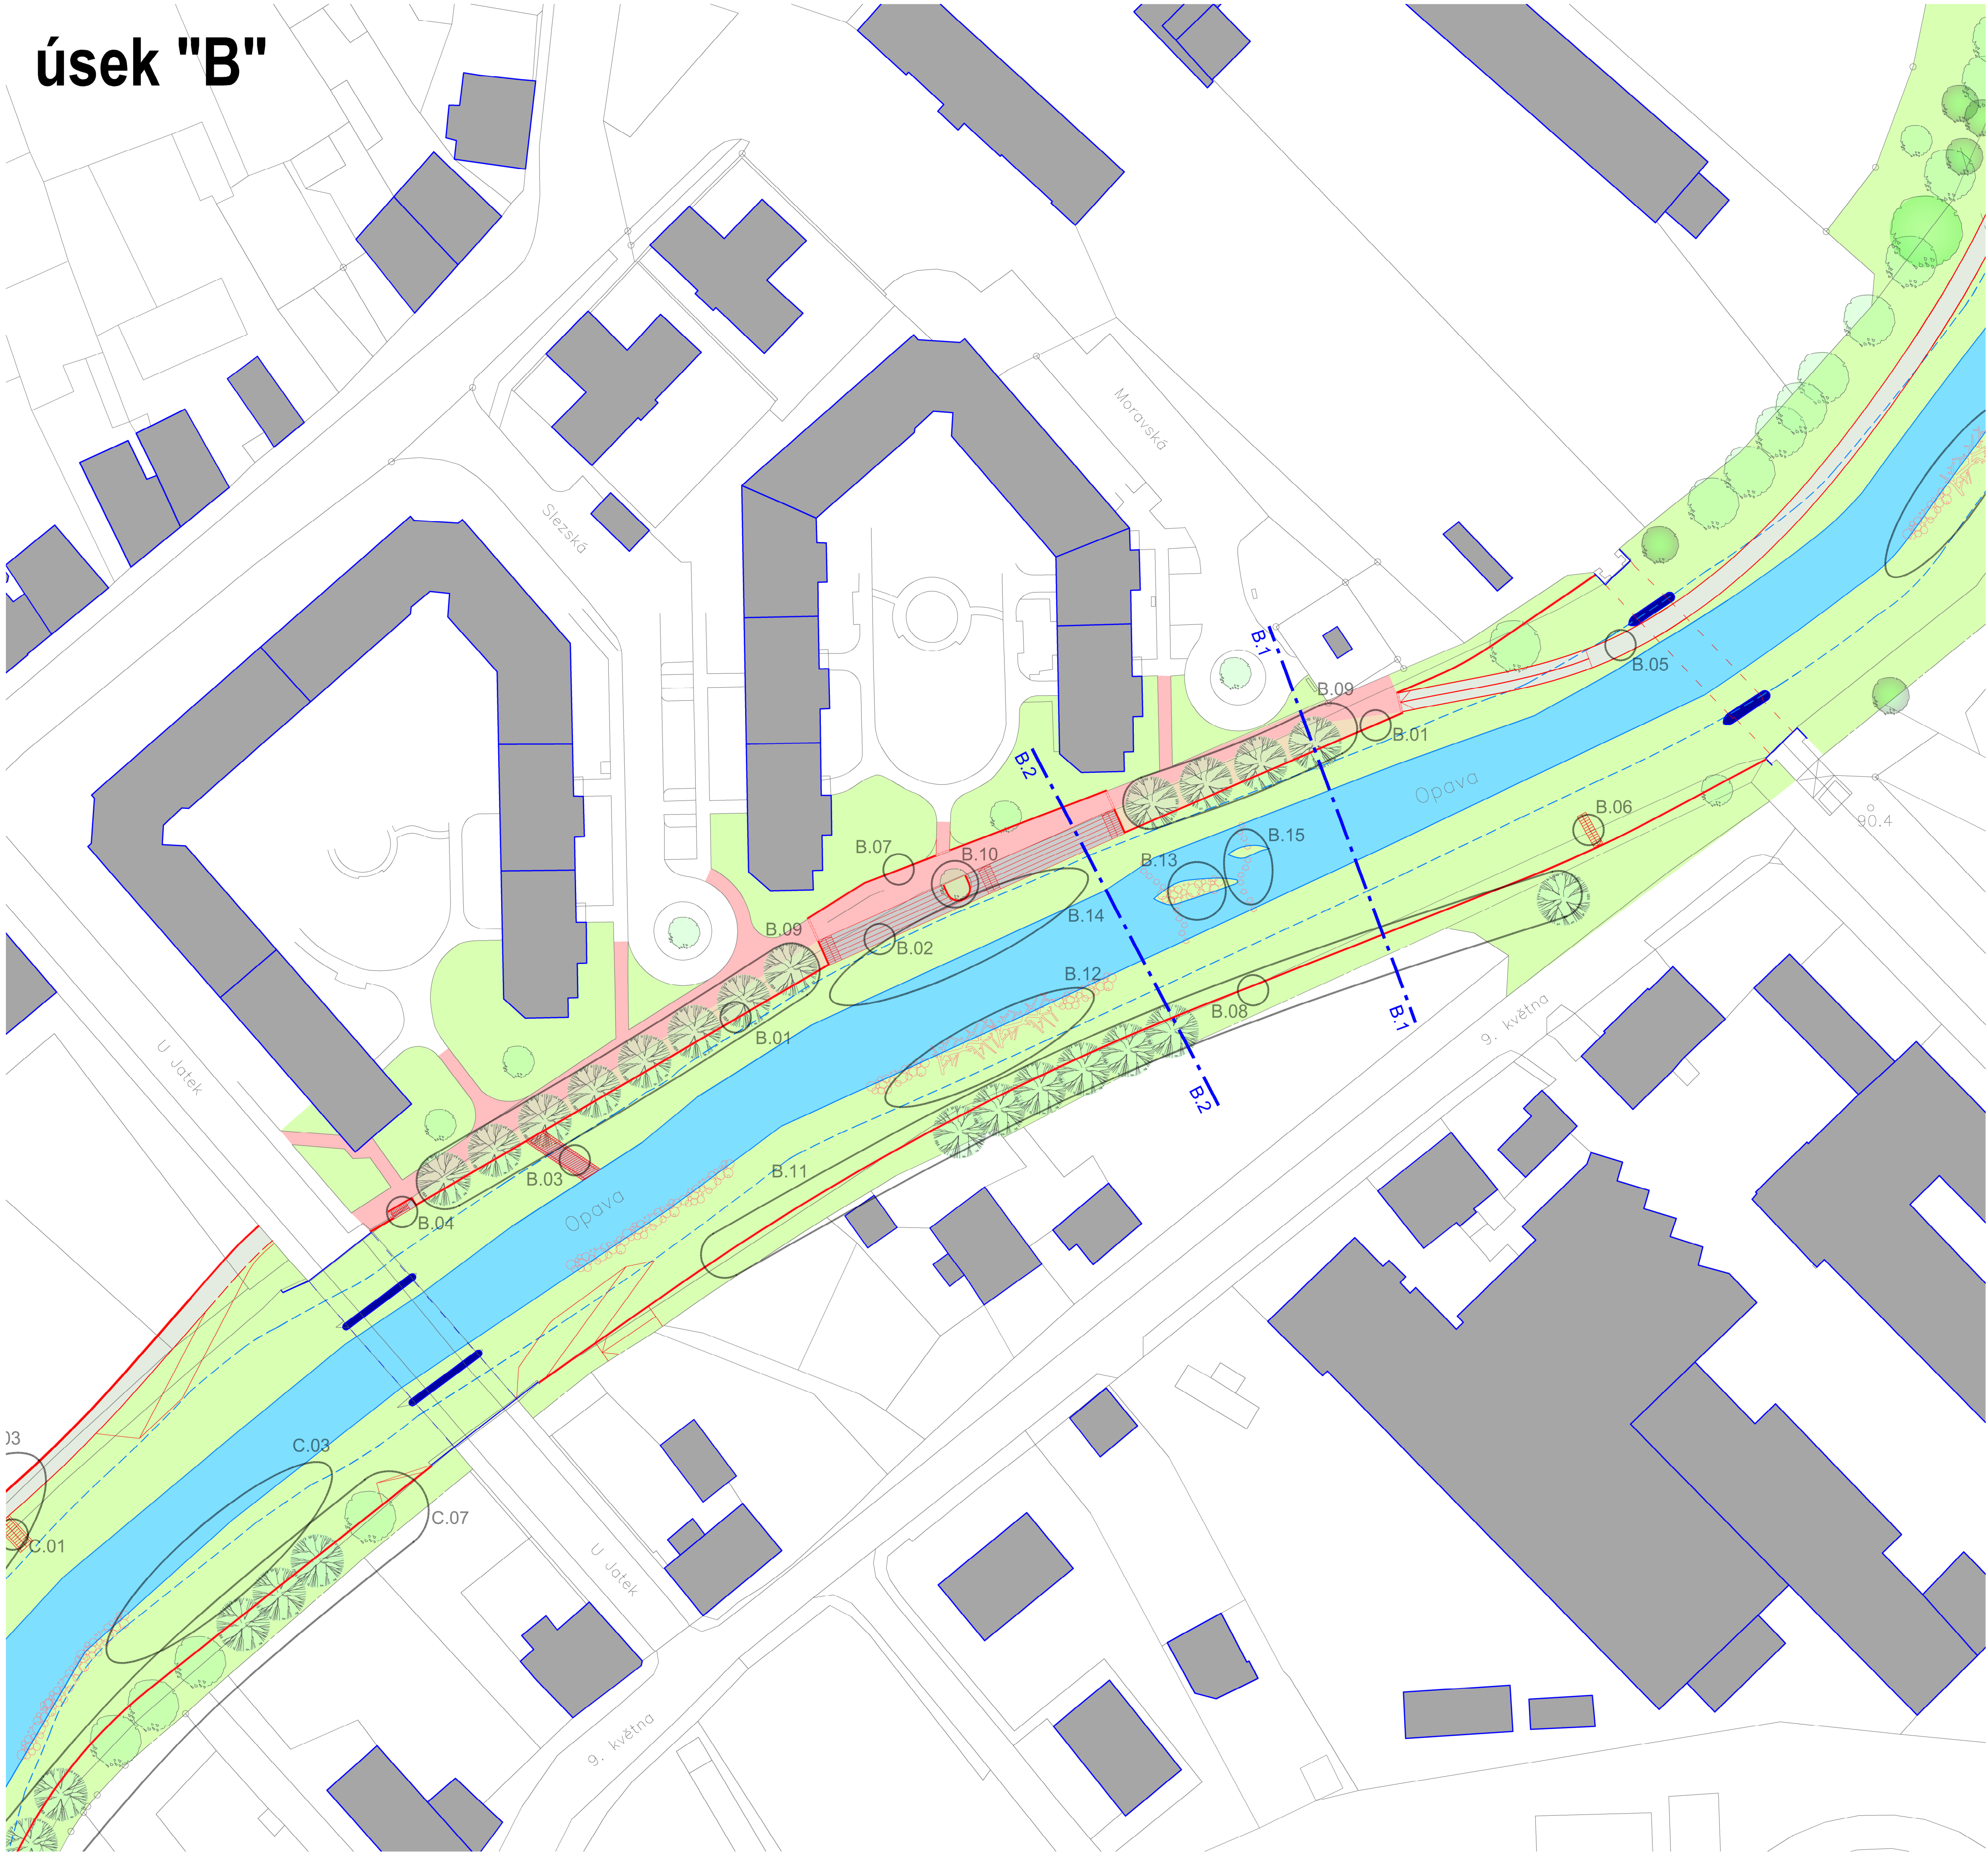 úsek "B"
Moravská
Slezská
B.1
B.09
B.05
B.01
B.2
Opava
B.06
90.4
B.07
B.10
B.15
B.13
B.14
B.09
B.02
B.12
B.08
B.1
9. května
B.01
U Jatek
B.2
B.11
B.03
Opava
B.04
03
C.03
C.07
C.01
U Jatek
9. května